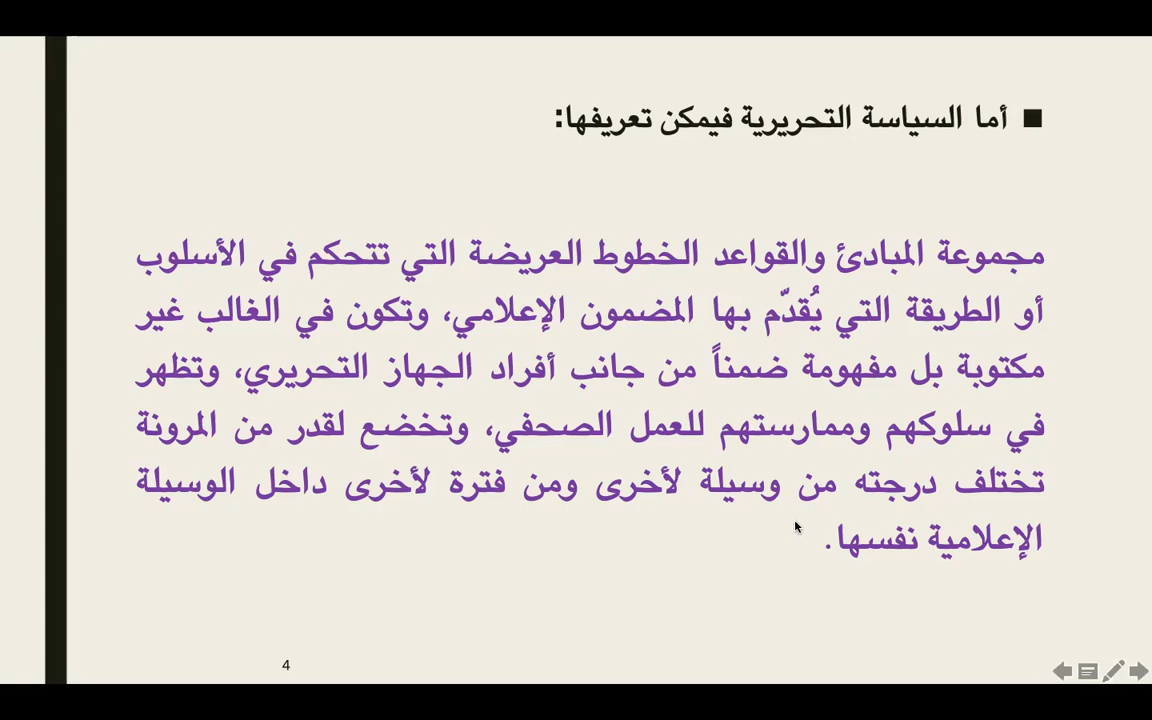 ■ أما السياسة التحريرية فيمكن تعريفها:
مجموعة المبادئ والقواعد الخطوط العريضة التي تتحكم في الأسلوب
أو الطريقة التي يُقدّم بها المضمون الإعلامي، وتكون في الغالب غير
مكتوبة بل مفهومة ضمناً من جانب أفراد الجهاز التحريري، وتظهر
في سلوكهم وممارستهم للعمل الصحفي، وتخضع لقدر من المرونة
تختلف درجته من وسيلة لأخرى ومن فترة لأخرى داخل الوسيلة
الإعلامية نفسها.
4